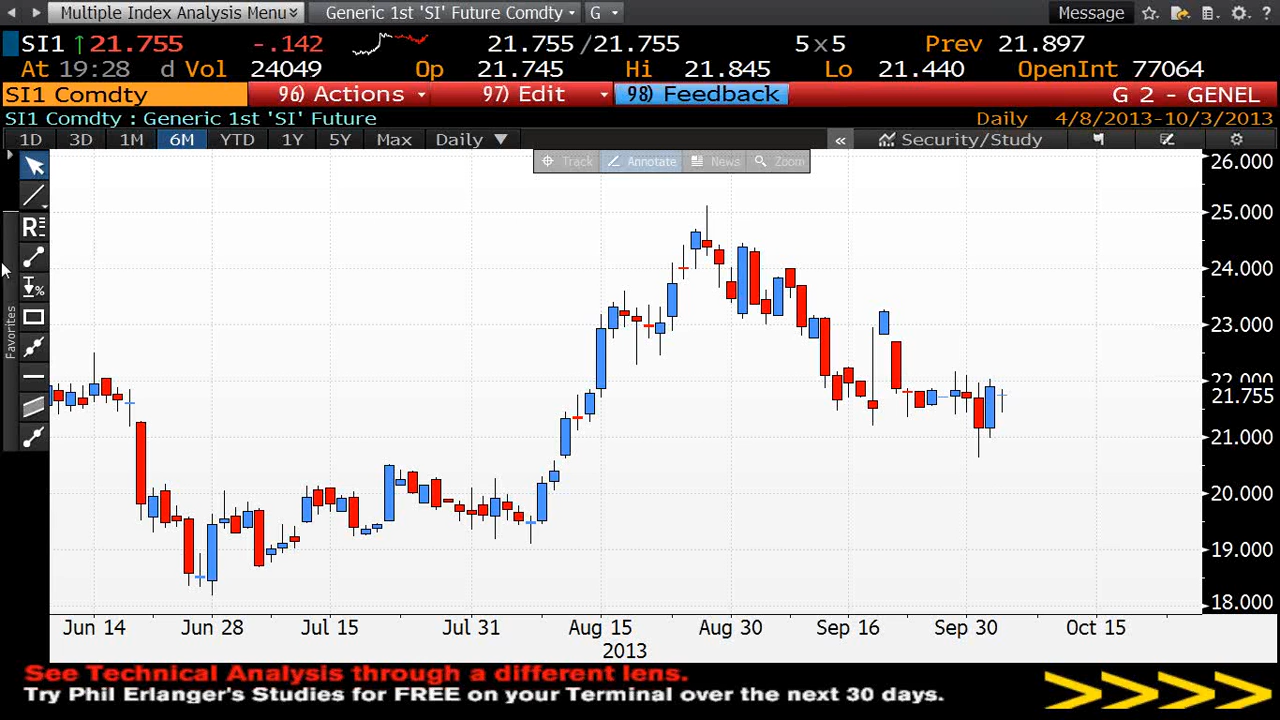 Multiple Index Analysis Menu Generic 1st 'SI' Future Comdty G Message ?
SI1 ↑21.755 -.142 21.755/21.755 5x5 Prev 21.897
At 19:28 d Vol 24049 Op 21.745 Hi 21.845 Lo 21.440 OpenInt 77064
SI1 Comdty 96) Actions 97) Edit 98) Feedback G 2 - GENEL
SI1 Comdty : Generic 1st 'SI' Future Daily 4/8/2013-10/3/2013
1D 3D 1M 6M YTD 1Y 5Y Max Daily ▼ « Security/Study
Track Annotate News Zoom
26.000
25.000
24.000
23.000
22.000
21.755
21.000
20.000
19.000
18.000
R
%
Favorites
Jun 14 Jun 28 Jul 15 Jul 31 Aug 15 Aug 30 Sep 16 Sep 30 Oct 15
2013
See Technical Analysis through a different lens.
Try Phil Erlanger's Studies for FREE on your Terminal over the next 30 days.